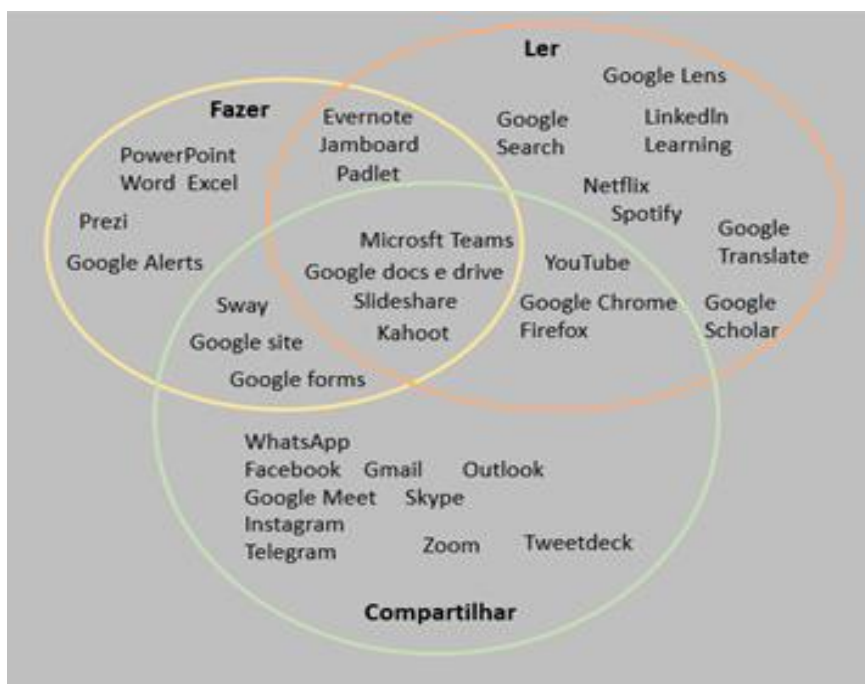 Ler
Google Lens
Fazer
Evernote
Jamboard
Padlet
Google
Search
LinkedIn
Learning
PowerPoint
Word Excel
Netflix
Spotify
Prezi
Google Alerts
Google
Translate
Microsft Teams
Google docs e drive
Slideshare
Kahoot
YouTube
Google Chrome
Firefox
Google
Scholar
Sway
Google site
Google forms
WhatsApp
Facebook Gmail Outlook
Google Meet Skype
Instagram
Telegram
Zoom
Tweetdeck
Compartilhar